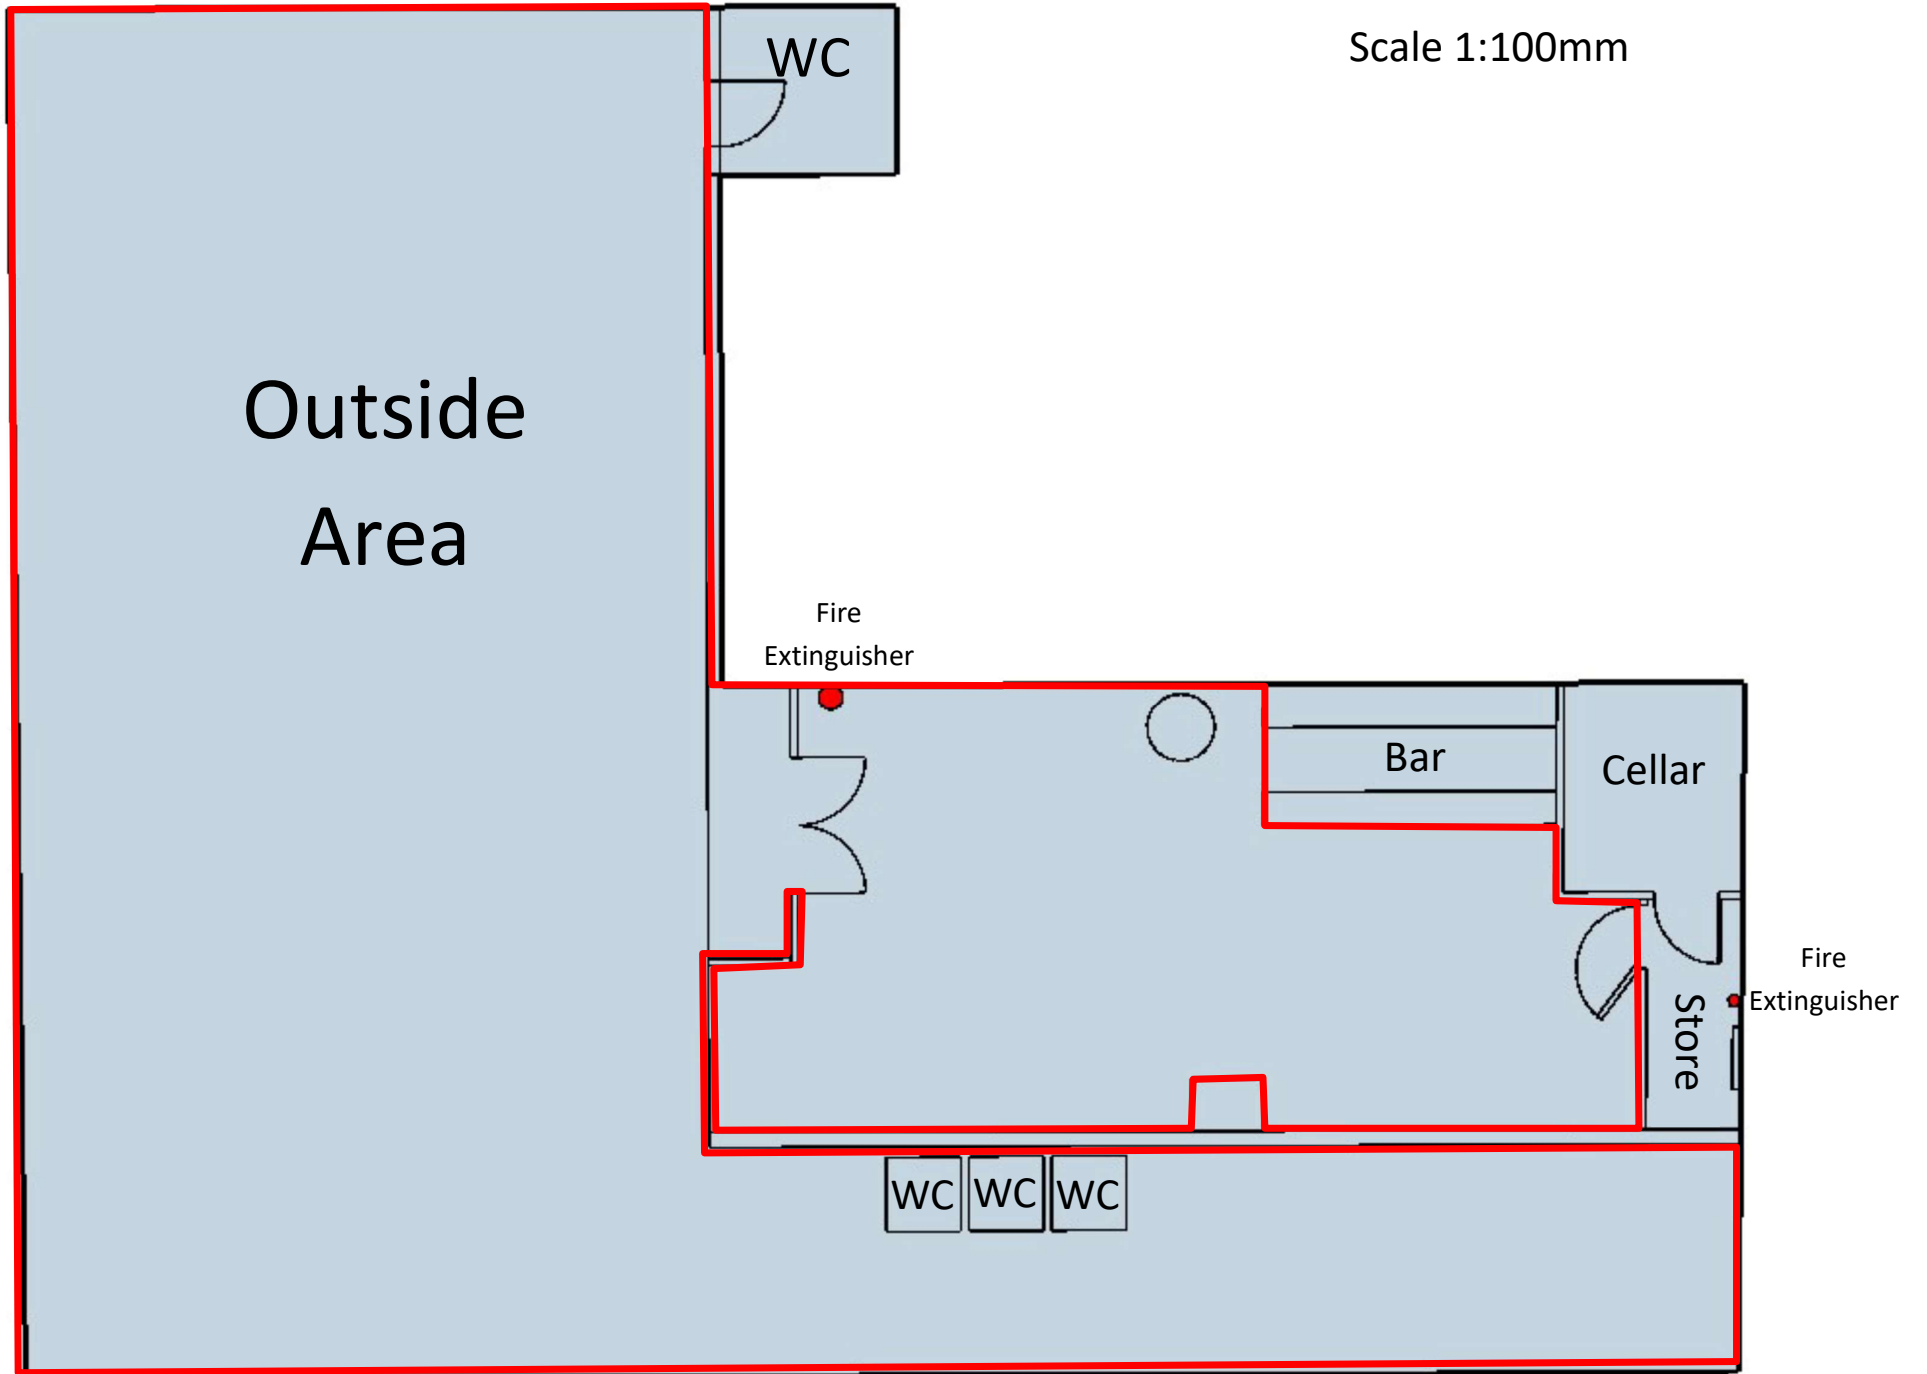 WC
Scale 1:100mm
Outside
Area
Fire
Extinguisher
Bar
Cellar
Fire
Extinguisher
Store
WC
WC
WC